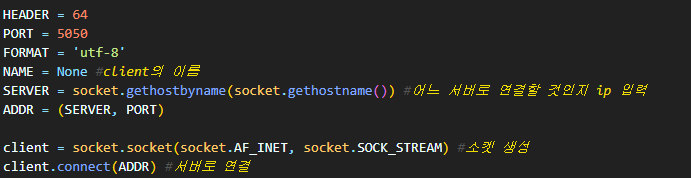 HEADER = 64
PORT = 5050
FORMAT = 'utf-8'
NAME = None #client의 이름
SERVER = socket.gethostbyname(socket.gethostname()) #어느 서버로 연결할 것인지 ip 입력
ADDR = (SERVER, PORT)
client = socket.socket(socket.AF_INET, socket.SOCK_STREAM) #소켓 생성
client.connect(ADDR) #서버로 연결